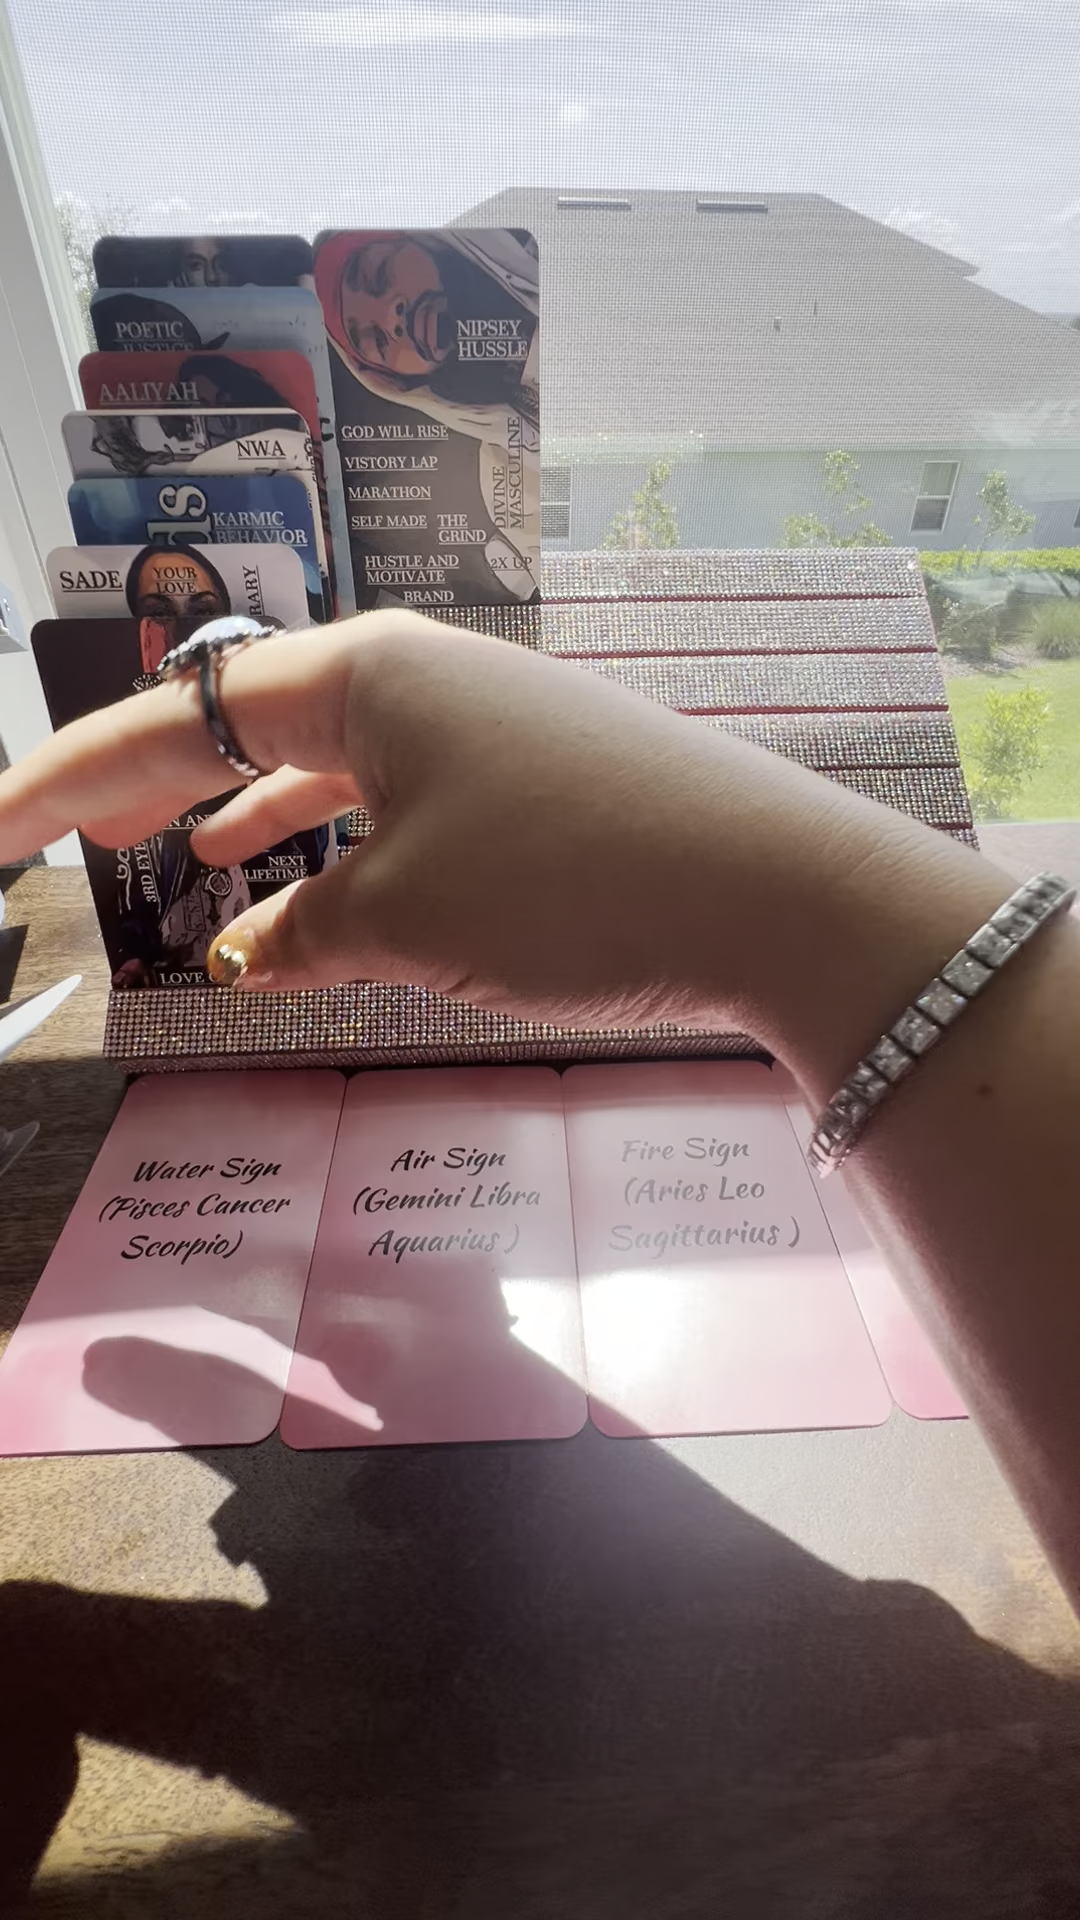 POETIC
JUSTICE
AALIYAH
NWA
KARMIC
BEHAVIOR
SADE
YOUR
LOVE
NIPSEY
HUSSLE
GOD WILL RISE
VISTORY LAP
MARATHON
SELF MADE
THE
GRIND
HUSTLE AND
MOTIVATE
BRAND
2X UP
DIVINE
MASCULINE
3RD EYE
NEXT
LIFETIME
LOVE
Water Sign
(Pisces Cancer
Scorpio)
Air Sign
(Gemini Libra
Aquarius)
Fire Sign
(Aries Leo
Sagittarius )